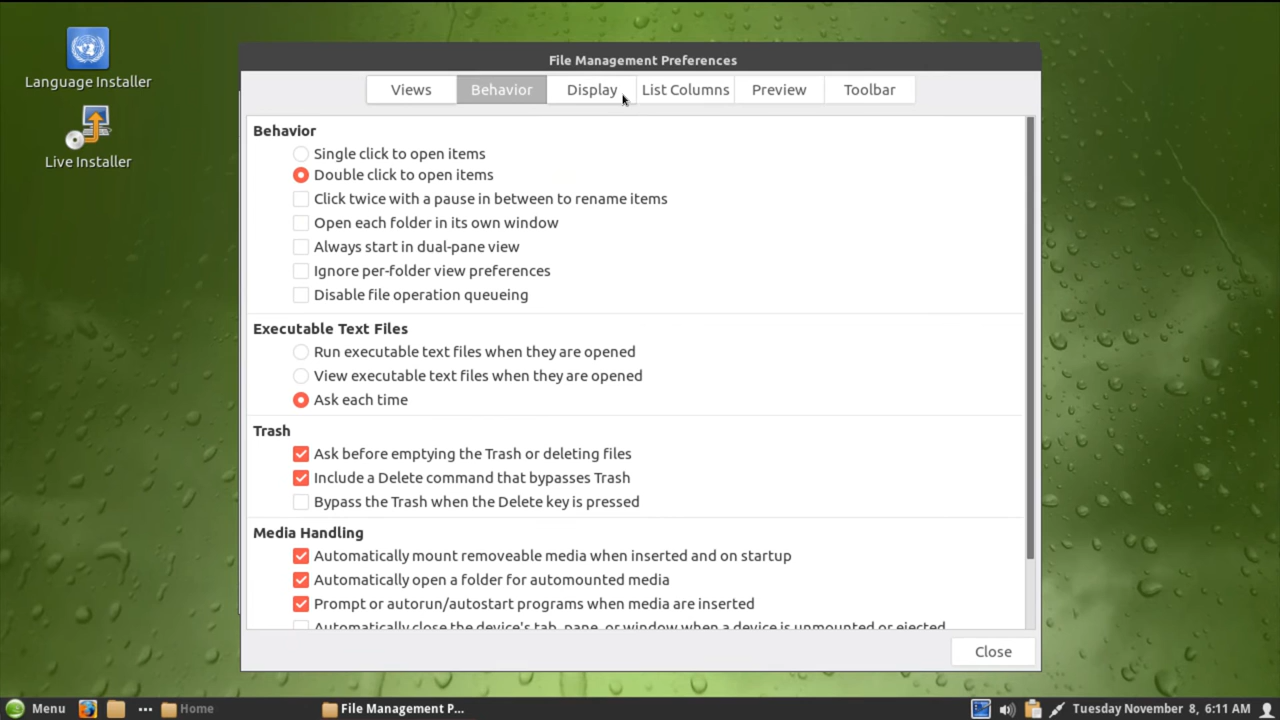 Language Installer
Live Installer
File Management Preferences
Views Behavior Display List Columns Preview Toolbar
Behavior
Single click to open items
Double click to open items
Click twice with a pause in between to rename items
Open each folder in its own window
Always start in dual-pane view
Ignore per-folder view preferences
Disable file operation queueing
Executable Text Files
Run executable text files when they are opened
View executable text files when they are opened
Ask each time
Trash
Ask before emptying the Trash or deleting files
Include a Delete command that bypasses Trash
Bypass the Trash when the Delete key is pressed
Media Handling
Automatically mount removeable media when inserted and on startup
Automatically open a folder for automounted media
Prompt or autorun/autostart programs when media are inserted
Automatically close the device's tab, pane, or window when a device is unmounted or ejected
Close
Menu Home File Management P... Tuesday November 8, 6:11 AM